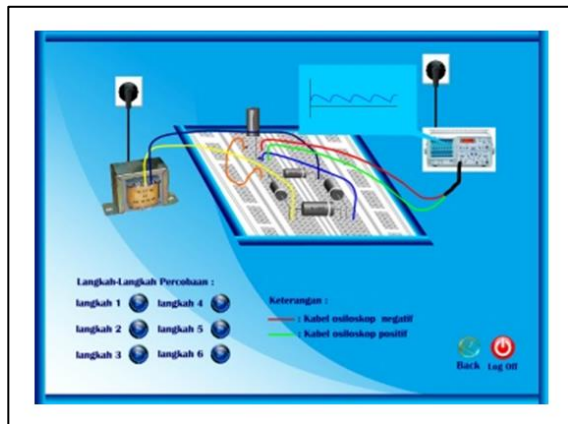 Langkah-Langkah Percobaan :
langkah 1
langkah 4
langkah 2
langkah 5
langkah 3
langkah 6
Keterangan :
: Kabel osiloskop negatif
: Kabel osiloskop positif
Back
Log Off